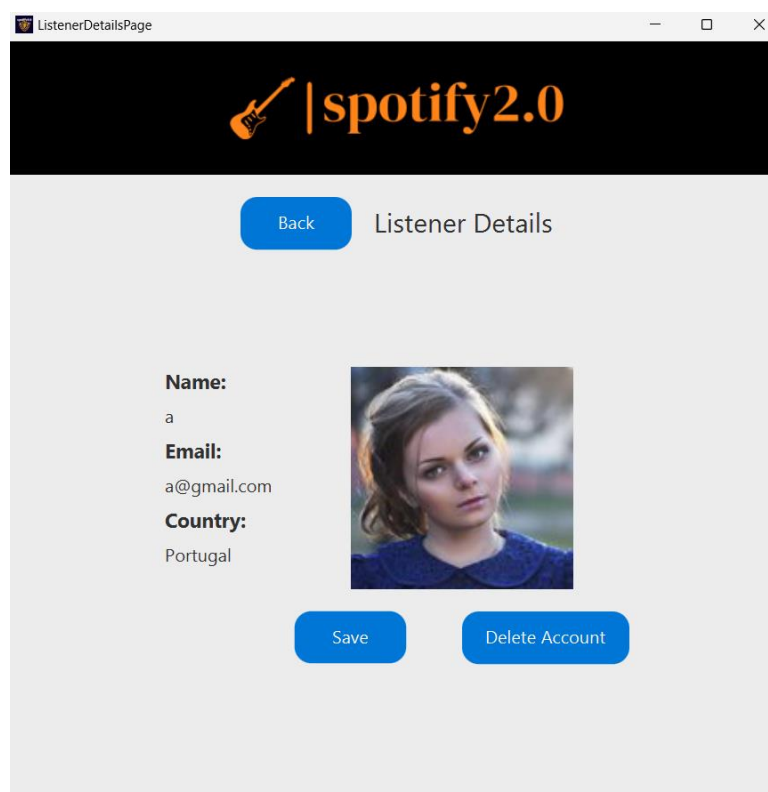 ListenerDetailsPage
|spotify2.0
Back
Listener Details
Name:
a
Email:
a@gmail.com
Country:
Portugal
Save
Delete Account